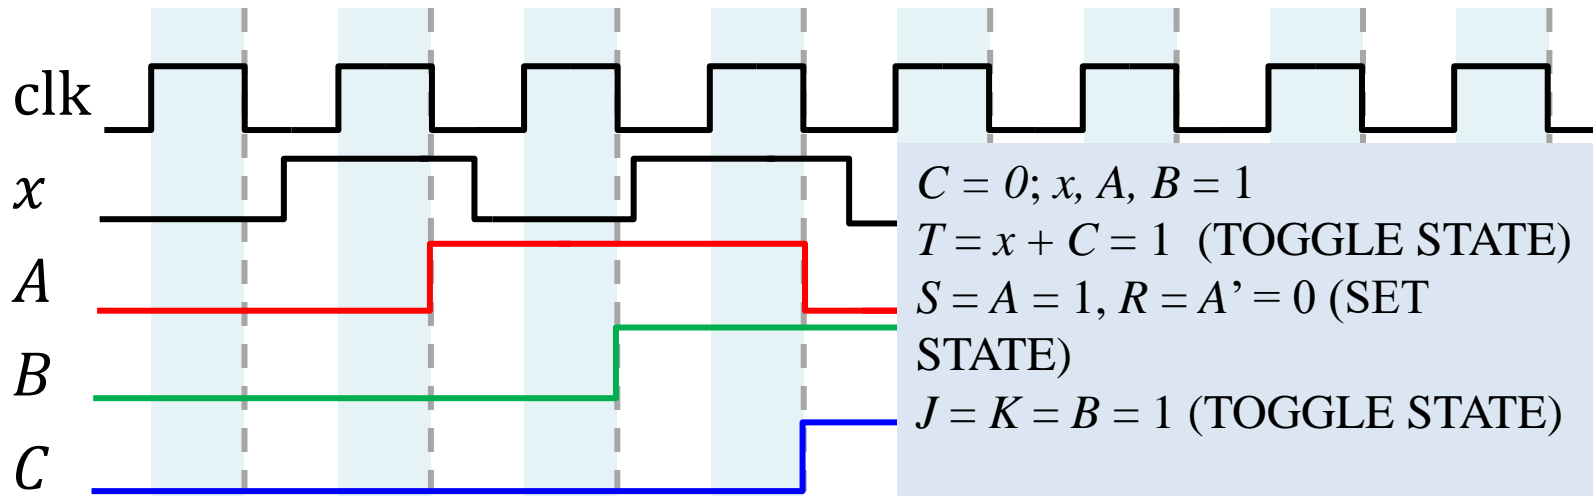 clk
x
A
B
C
C = 0; x, A, B = 1
T = x + C = 1 (TOGGLE STATE)
S = A = 1, R = A’ = 0 (SET
STATE)
J = K = B = 1 (TOGGLE STATE)